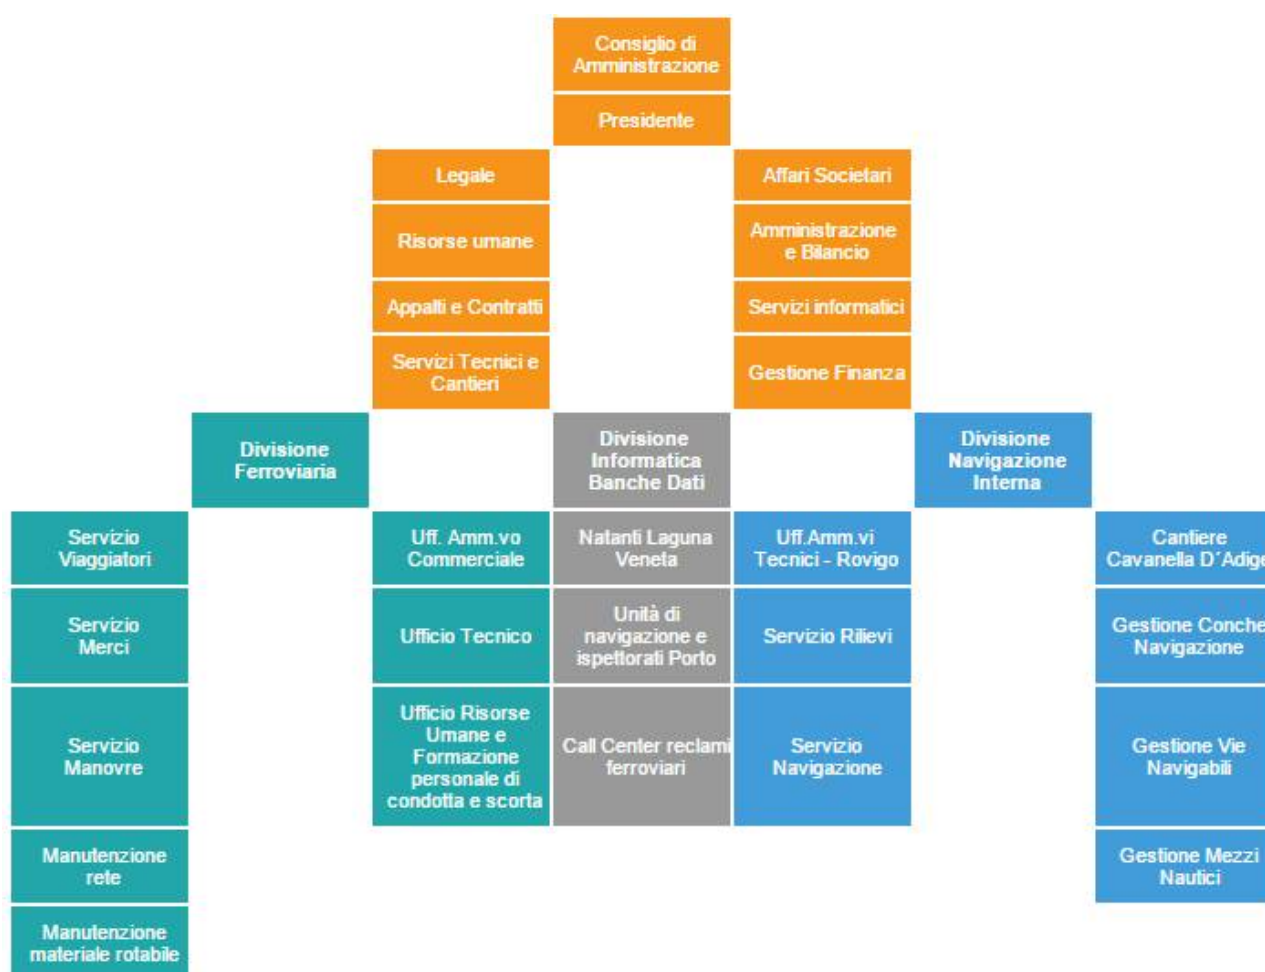 Consiglio di
Amministrazione
Presidente
Legale
Affari Societari
Risorse umane
Amministrazione
e Bilancio
Appalti e Contratti
Servizi informatici
Servizi Tecnici e
Cantieri
Gestione Finanza
Divisione
Ferroviaria
Divisione
Informatica
Banche Dati
Divisione
Navigazione
Interna
Servizio
Viaggiatori
Uff. Amm.vo
Commerciale
Natanti Laguna
Veneta
Uff.Amm.vi
Tecnici - Rovigo
Cantiere
Cavanella D´Adige
Servizio
Merci
Ufficio Tecnico
Unità di
navigazione e
ispettorati Porto
Servizio Rilievi
Gestione Conche
Navigazione
Servizio
Manovre
Ufficio Risorse
Umane e
Formazione
personale di
condotta e scorta
Call Center reclami
ferroviari
Servizio
Navigazione
Gestione Vie
Navigabili
Manutenzione
rete
Gestione Mezzi
Nautici
Manutenzione
materiale rotabile